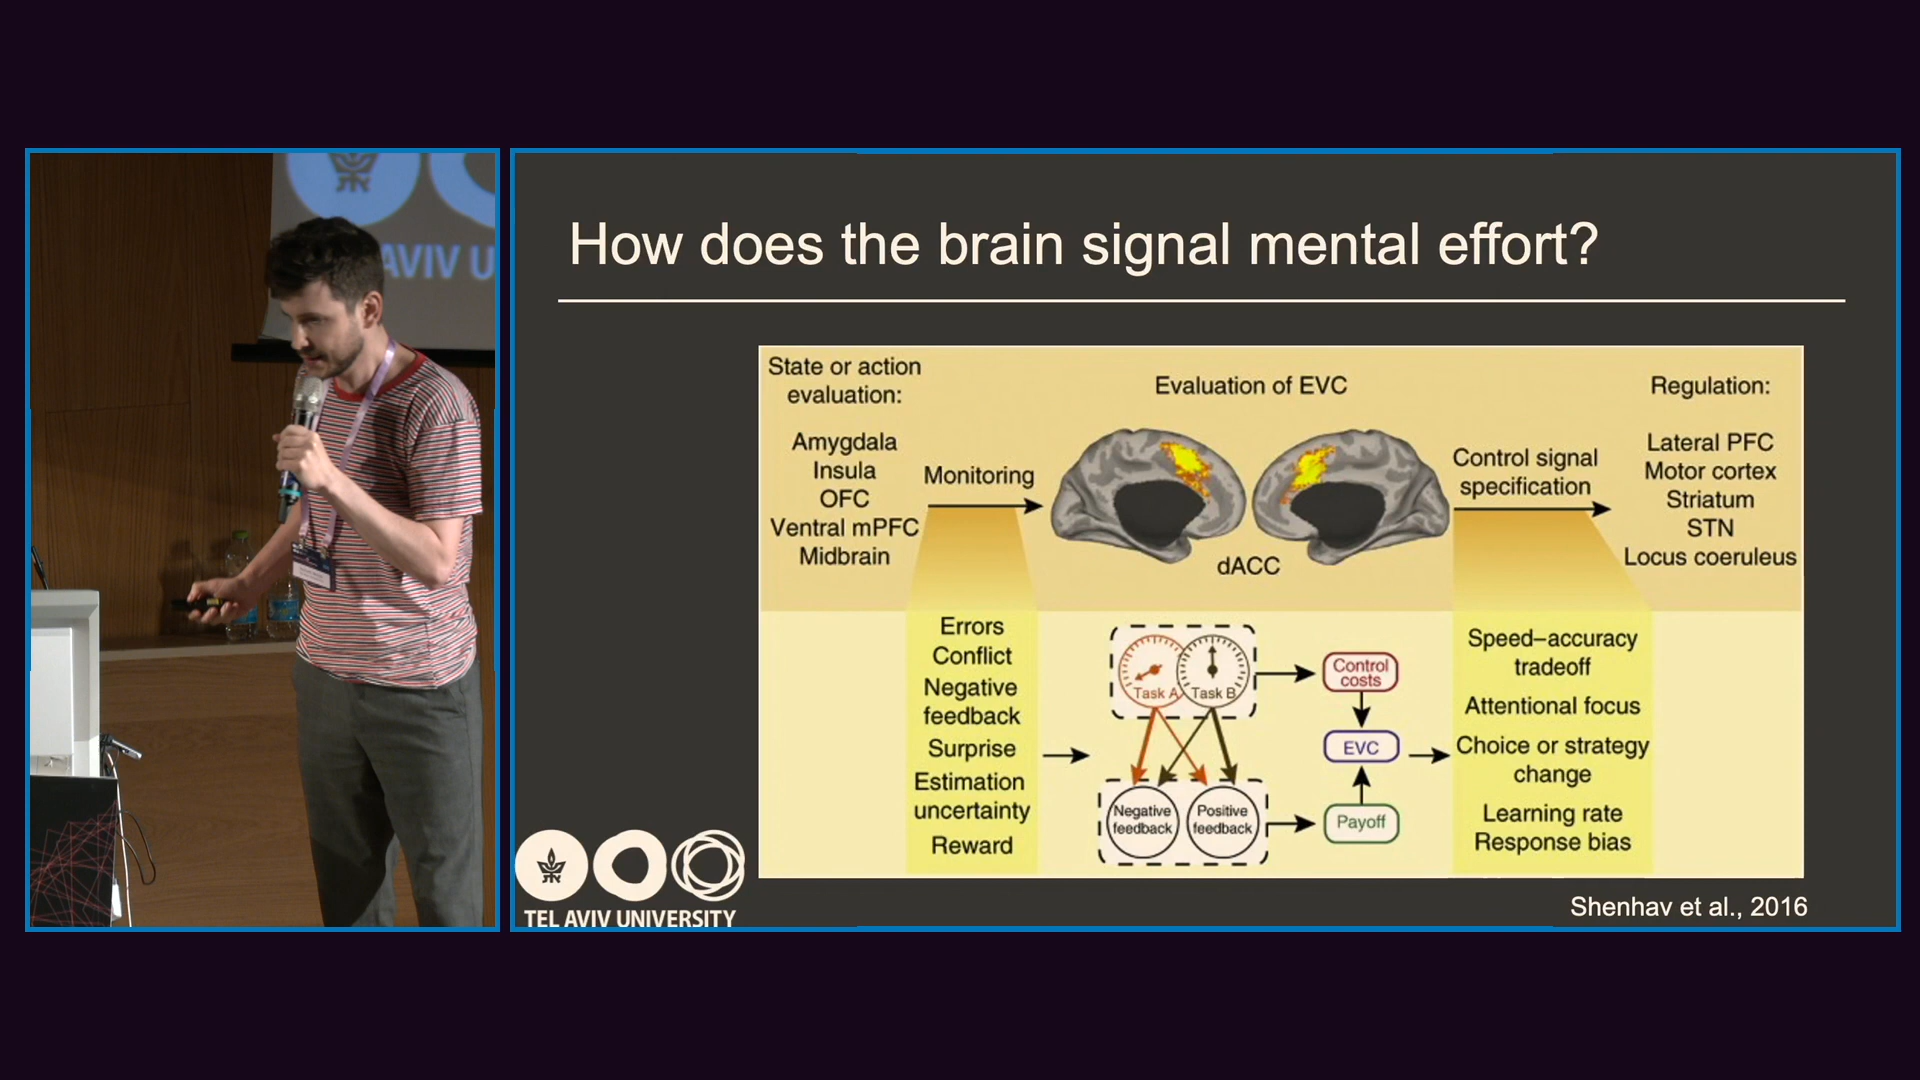 AVIV U
How does the brain signal mental effort?
State or action
evaluation:
Amygdala
Insula
OFC
Ventral mPFC
Midbrain
Monitoring
Evaluation of EVC
dACC
Control signal
specification
Regulation:
Lateral PFC
Motor cortex
Striatum
STN
Locus coeruleus
Errors
Conflict
Negative
feedback
Surprise
Estimation
uncertainty
Reward
Task A
Task B
Negative
feedback
Positive
feedback
Control
costs
EVC
Payoff
Speed–accuracy
tradeoff
Attentional focus
Choice or strategy
change
Learning rate
Response bias
TEL AVIV UNIVERSITY
Shenhav et al., 2016